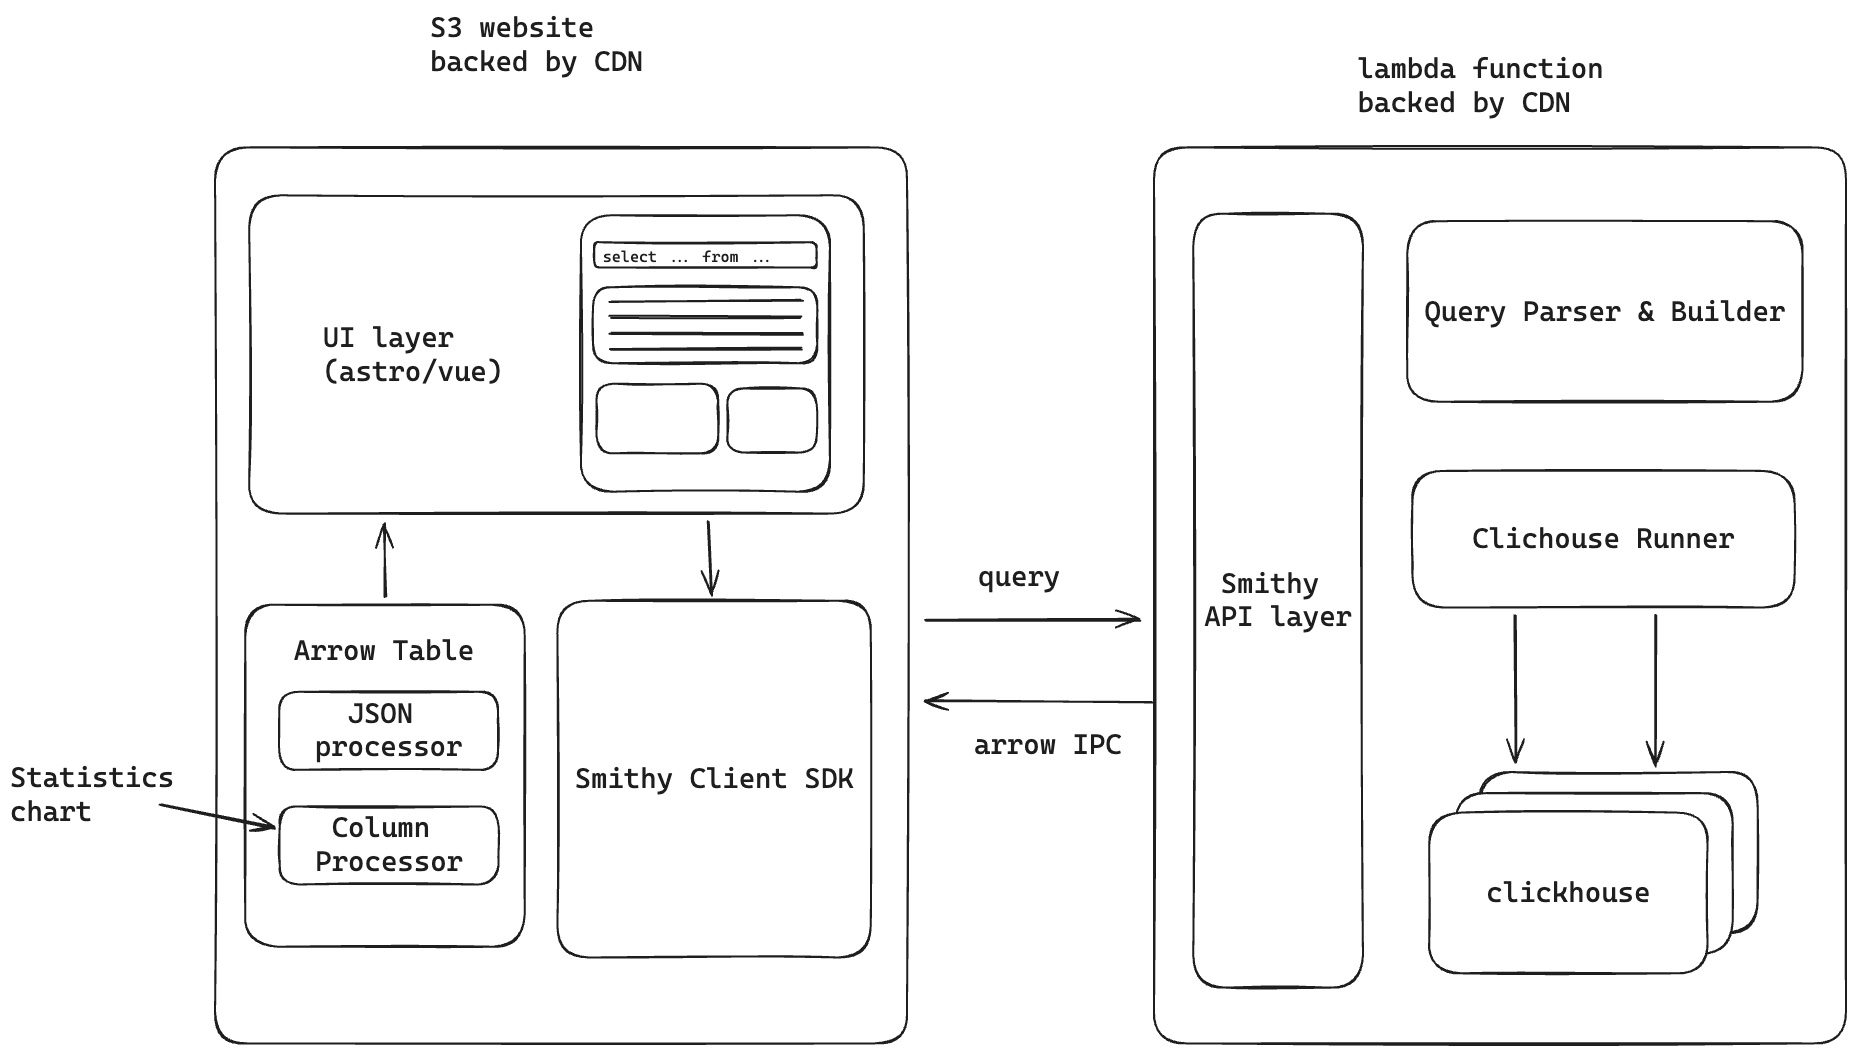 S3 website
backed by CDN
lambda function
backed by CDN
select ... from ...
UI layer
(astro/vue)
Arrow Table
JSON
processor
Column
Processor
Statistics
chart
Smithy Client SDK
query
arrow IPC
Smithy
API layer
Query Parser & Builder
Clichouse Runner
clickhouse